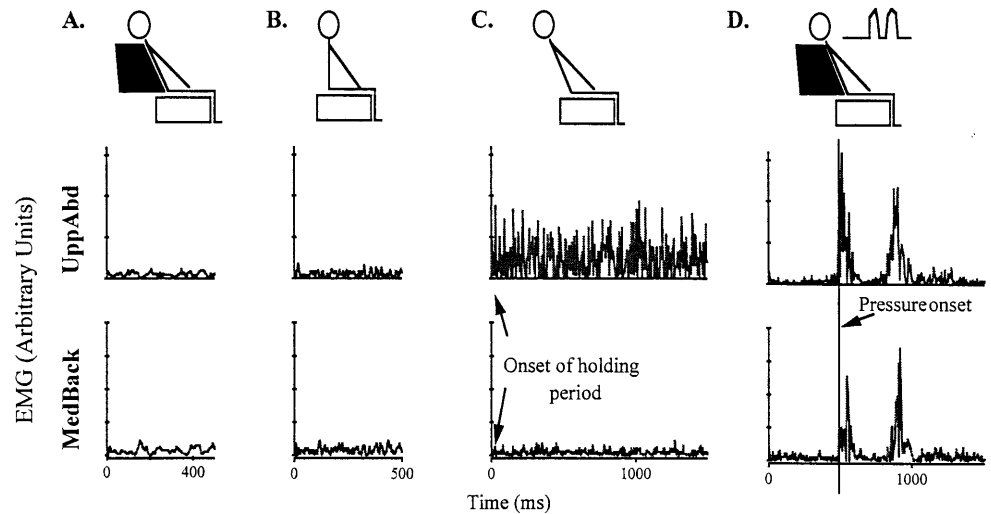 A.
B.
C.
D.
EMG (Arbitrary Units)
UppAbd
Pressure onset
Onset of holding
period
MedBack
0 400
0 500
0 1000
0 1000
Time (ms)